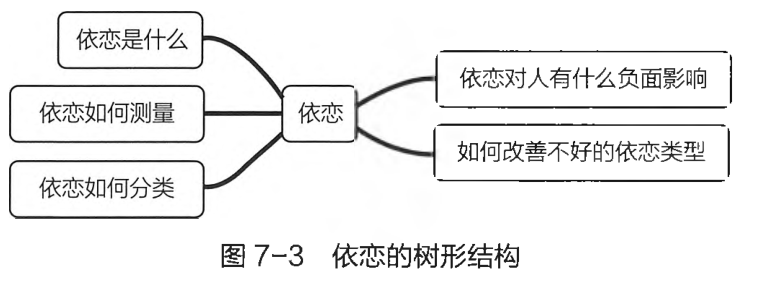 依恋是什么
依恋如何测量
依恋如何分类
依恋
依恋对人有什么负面影响
如何改善不好的依恋类型
图 7-3 依恋的树形结构